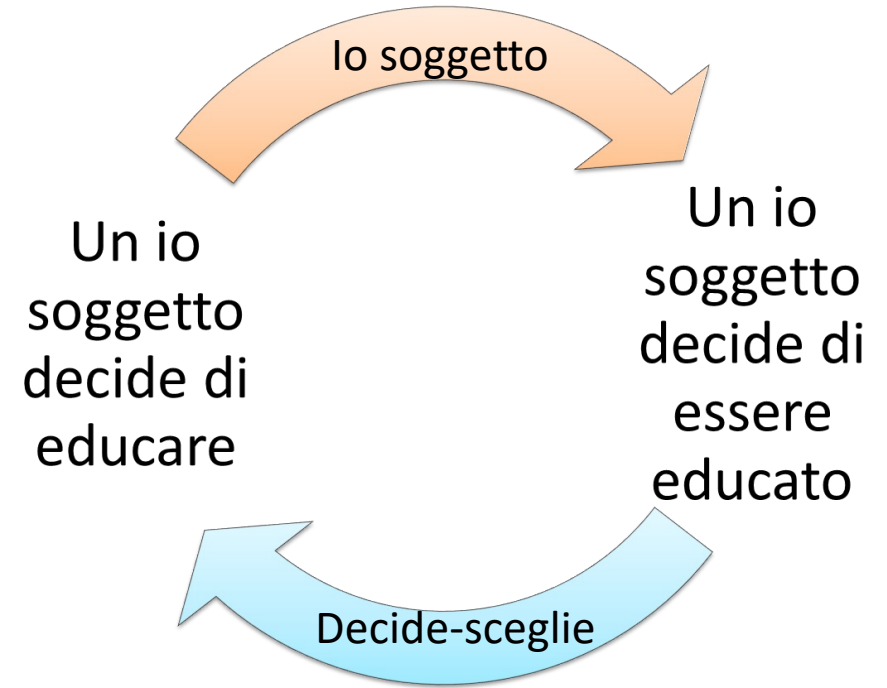 Io soggetto
Un io
soggetto
decide di
educare
Un io
soggetto
decide di
essere
educato
Decide-sceglie